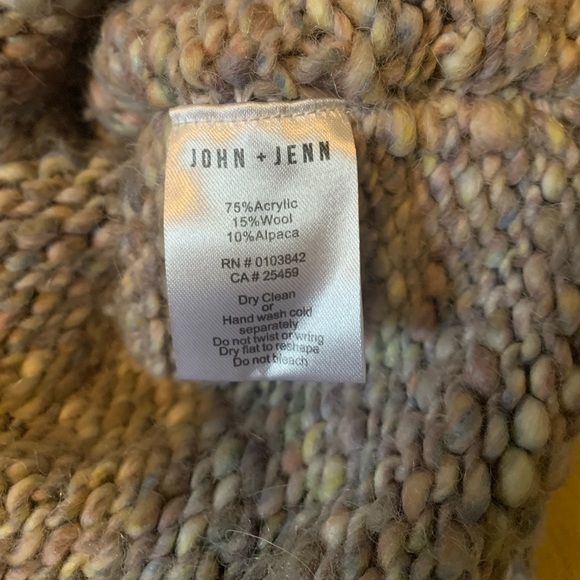 JOHN + JENN
75%Acrylic
15%Wool
10%Alpaca
RN # 0103842
CA # 25459
Dry Clean
or
Hand wash cold
separately
Do not twist or wring
Dry flat to reshape
Do not bleach